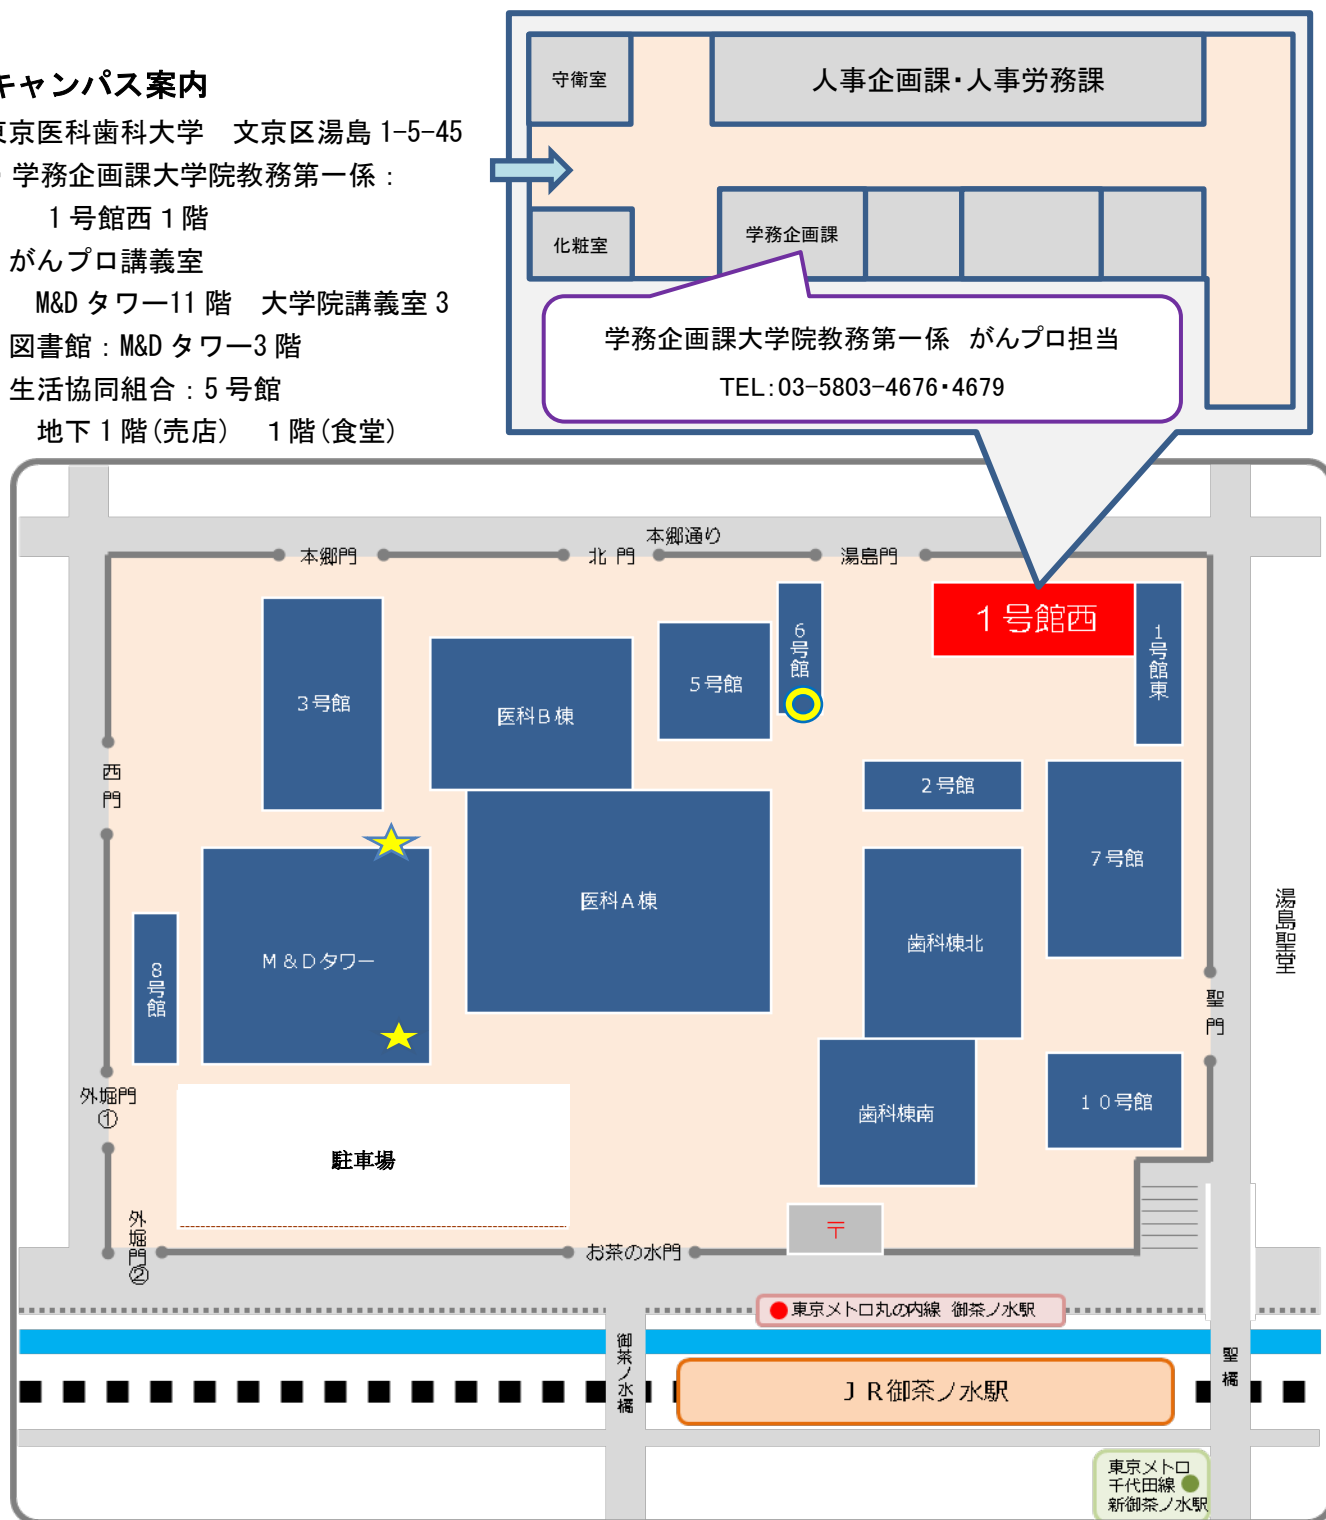 キャンパス案内
東京医科歯科大学　文京区湯島 1-5-45
学務企画課大学院教務第一係：
1 号館西 1 階
がんプロ講義室
M&D タワー11 階　大学院講義室 3
図書館：M&D タワー3 階
生活協同組合：5 号館
地下 1 階(売店)　1 階(食堂)
守衛室
人事企画課・人事労務課
化粧室
学務企画課
学務企画課大学院教務第一係　がんプロ担当
TEL:03-5803-4676・4679
本郷通り
本郷門
北門
湯島門
1号館西
1号館東
6号館
5号館
3号館
医科B棟
西門
2号館
7号館
医科A棟
歯科棟北
M＆Dタワー
8号館
湯島聖堂
聖門
外堀門①
10号館
歯科棟南
駐車場
外堀門②
〒
お茶の水門
東京メトロ丸の内線 御茶ノ水駅
御茶ノ水橋
JR御茶ノ水駅
聖橋
東京メトロ
千代田線
新御茶ノ水駅